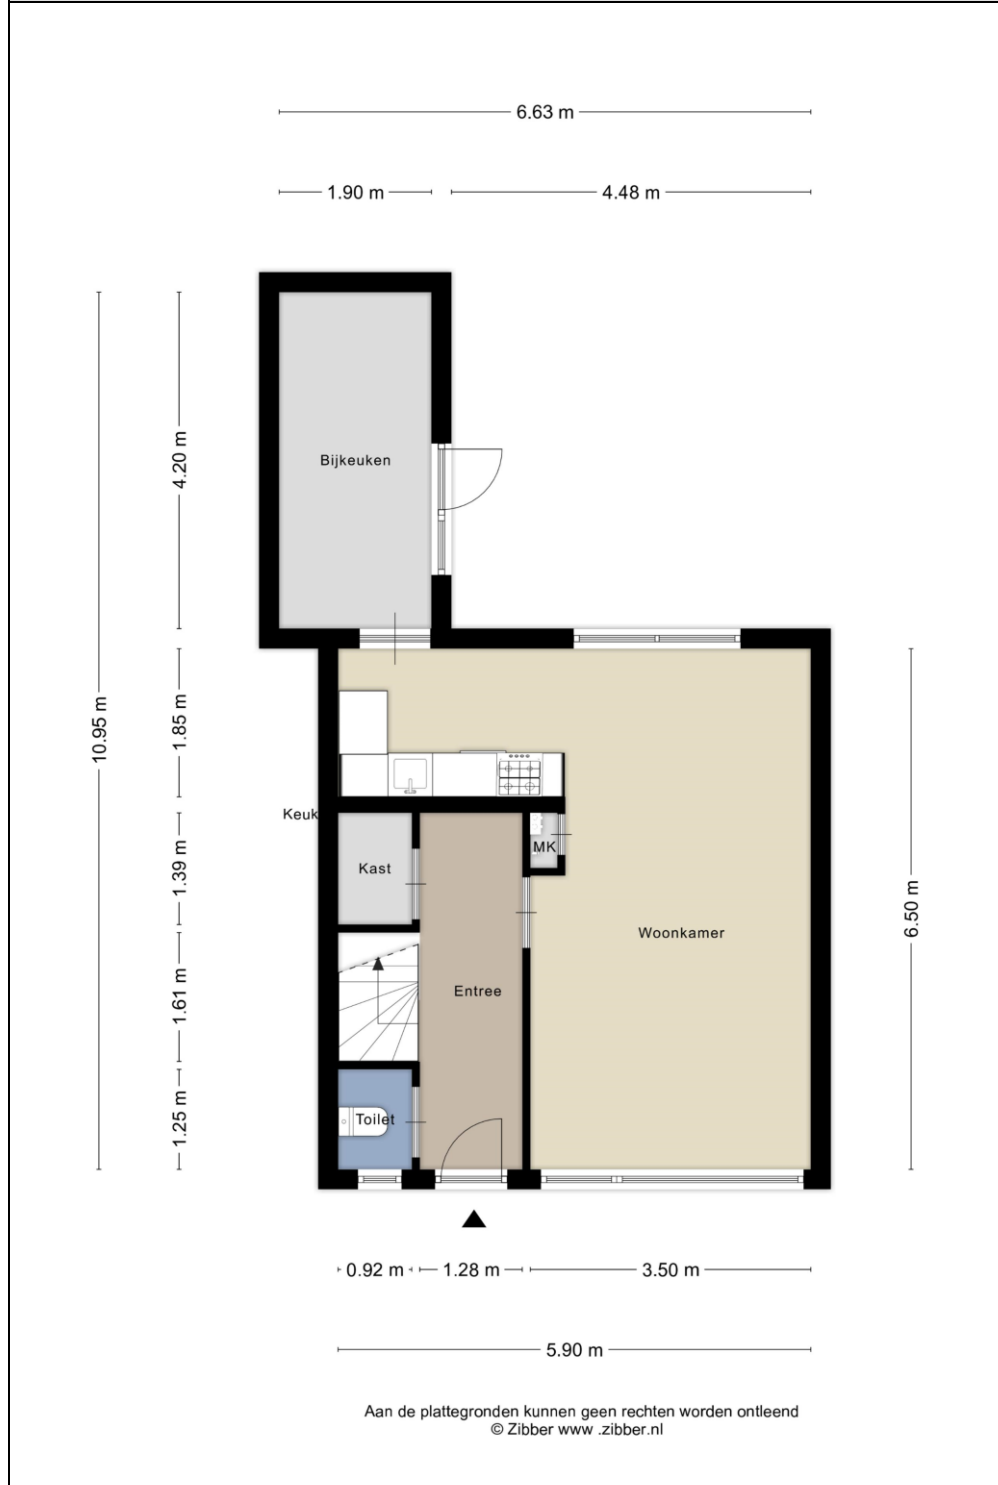 6.63 m
1.90 m
4.48 m
Bijkeuken
4.20 m
10.95 m
1.85 m
Keuk
MK
Kast
1.39 m
6.50 m
Woonkamer
Entree
1.61 m
Toilet
1.25 m
0.92 m
1.28 m
3.50 m
5.90 m
Aan de plattegronden kunnen geen rechten worden ontleend
© Zibber www .zibber.nl